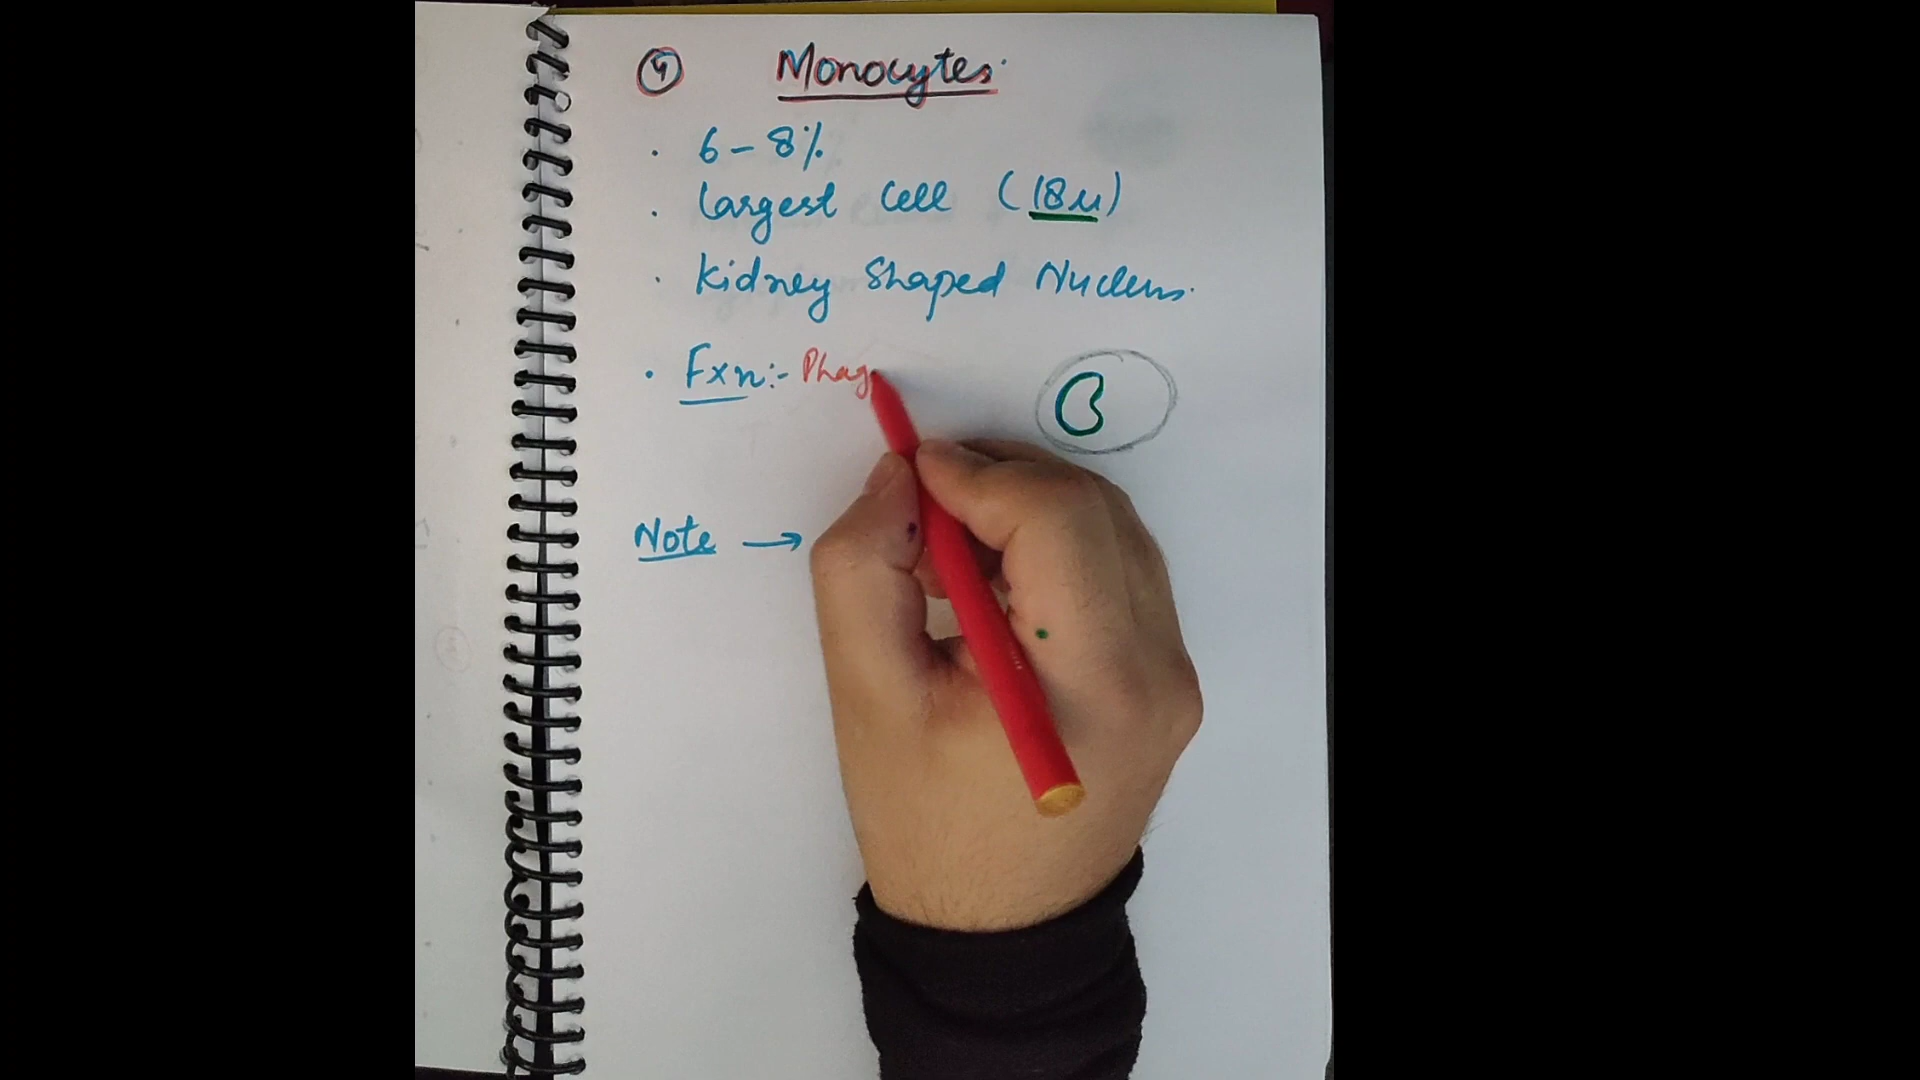 4 Monocytes.
. 6-8%
. Largest Cell (18u)
. Kidney Shaped Nucleus.
. Fxn:- Phag
Note →